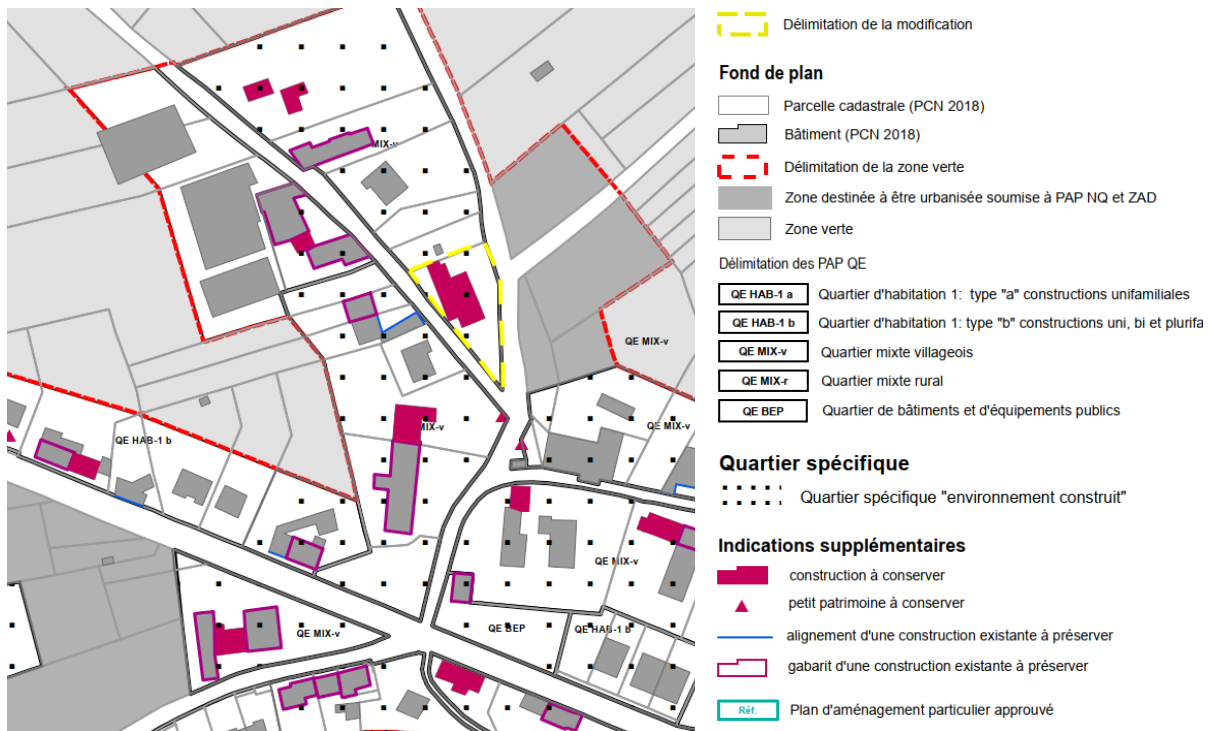 MIX-v
QE MIX-v
QE HAB-1 b
MIX-v
QE MIX-v
QE MIX-v
QE MIX-v
QE BEP
QE HAB-1 b
Délimitation de la modification
Fond de plan
Parcelle cadastrale (PCN 2018)
Bâtiment (PCN 2018)
Délimitation de la zone verte
Zone destinée à être urbanisée soumise à PAP NQ et ZAD
Zone verte
Délimitation des PAP QE
QE HAB-1 a Quartier d'habitation 1: type "a" constructions unifamiliales
QE HAB-1 b Quartier d'habitation 1: type "b" constructions uni, bi et plurifa
QE MIX-v Quartier mixte villageois
QE MIX-r Quartier mixte rural
QE BEP Quartier de bâtiments et d'équipements publics
Quartier spécifique
Quartier spécifique "environnement construit"
Indications supplémentaires
construction à conserver
petit patrimoine à conserver
alignement d'une construction existante à préserver
gabarit d'une construction existante à préserver
Réf. Plan d'aménagement particulier approuvé